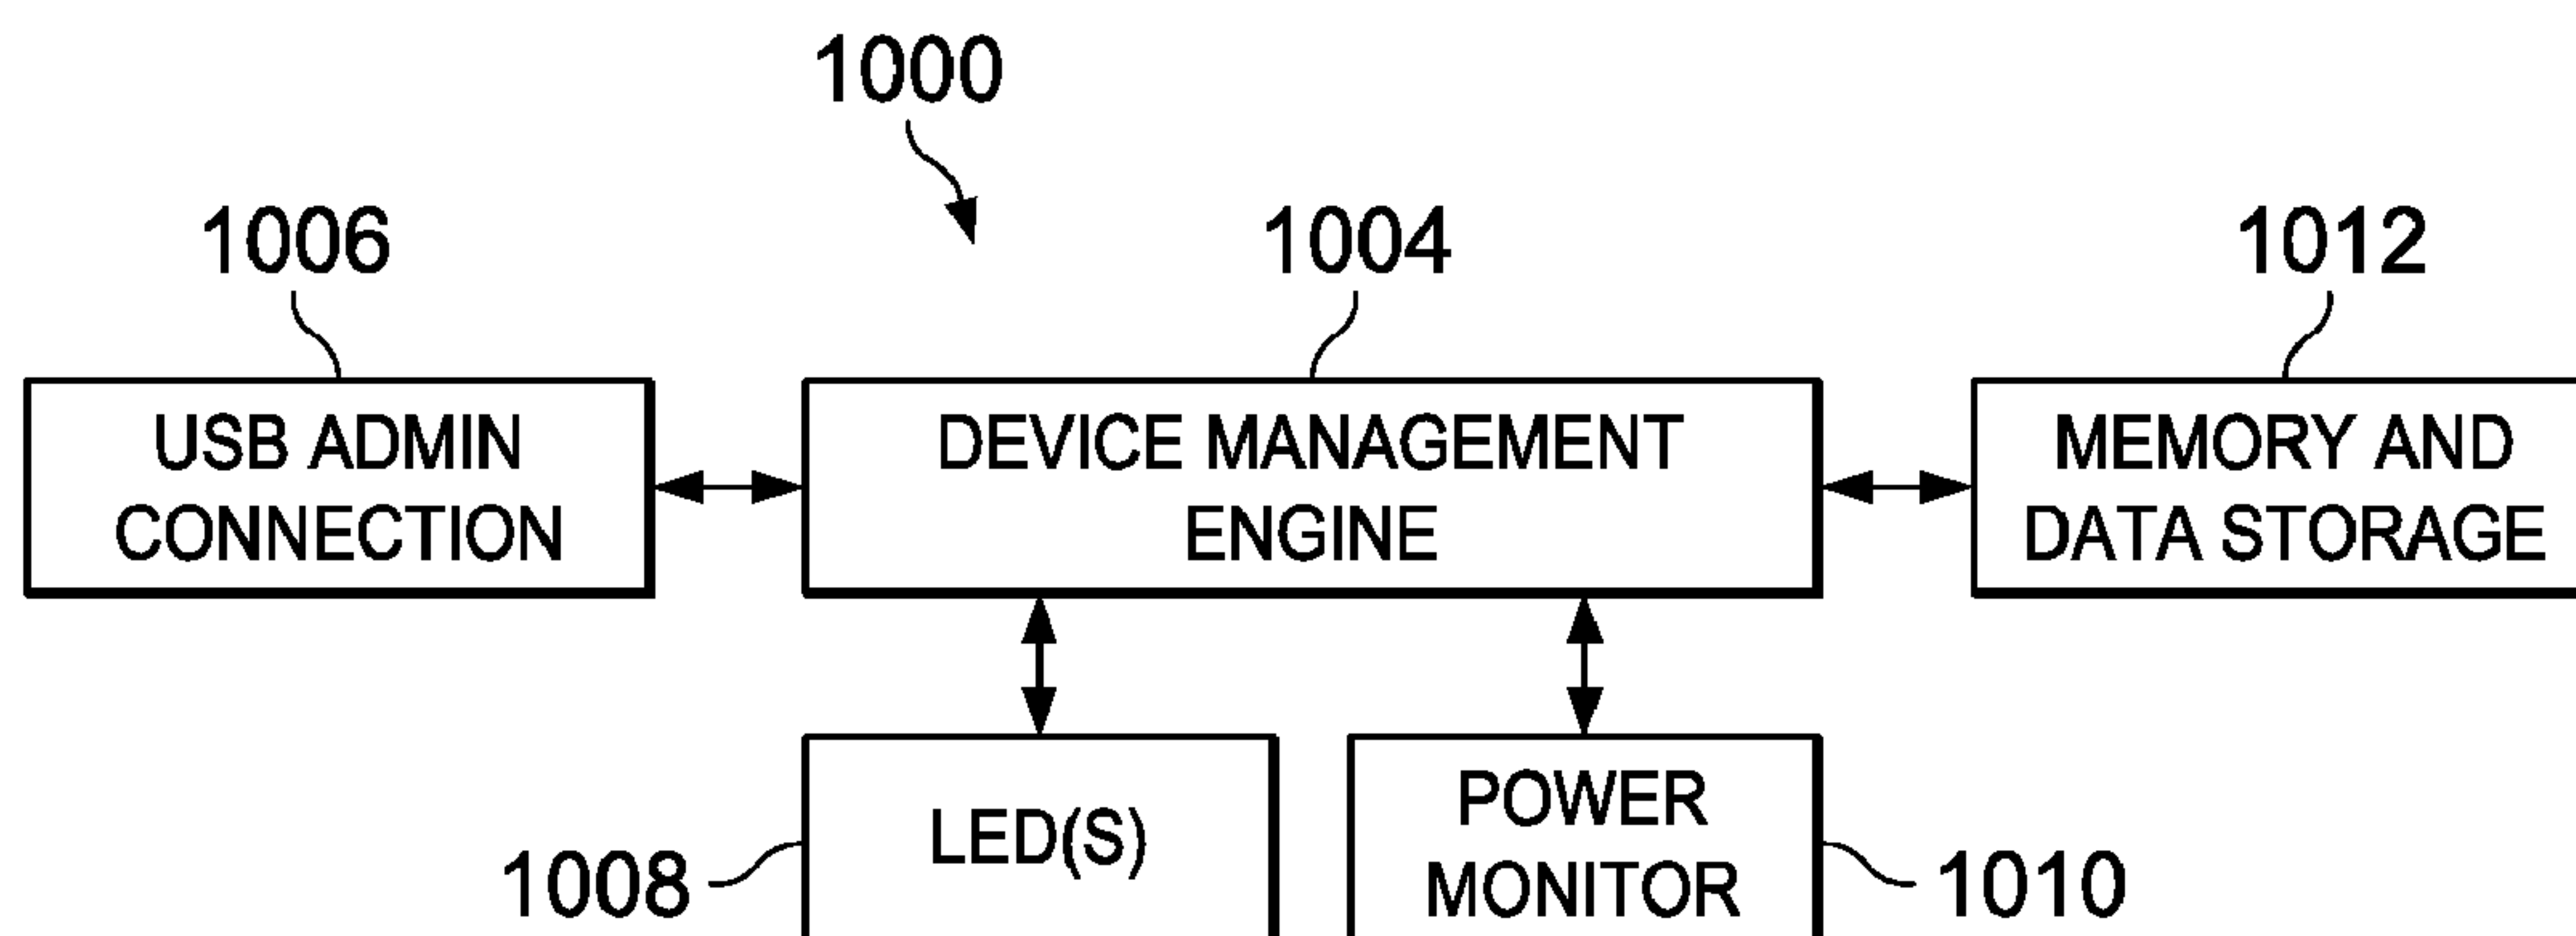 1000
1006
1004
1012
USB ADMIN
CONNECTION
DEVICE MANAGEMENT
ENGINE
MEMORY AND
DATA STORAGE
LED(S)
POWER
MONITOR
1008
1010